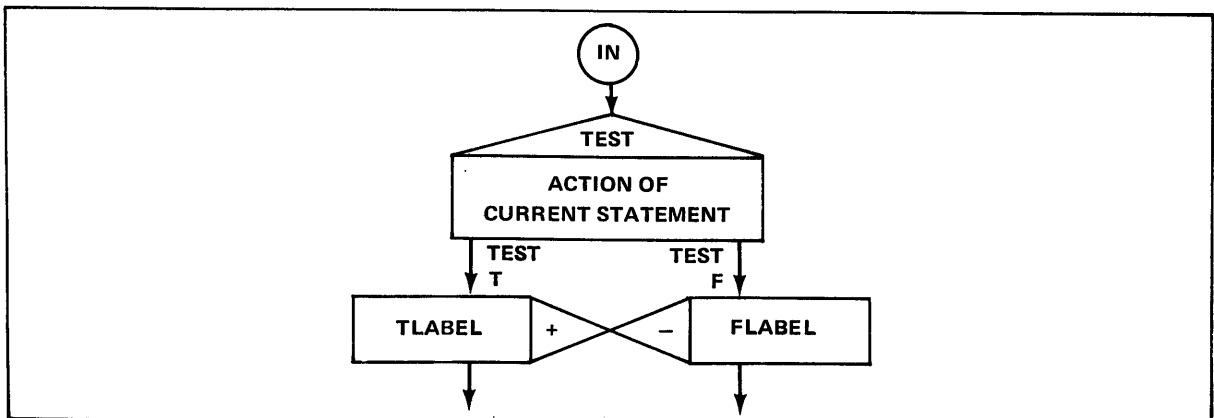 IN
TEST
ACTION OF
CURRENT STATEMENT
TEST
T
TEST
F
TLABEL
+
−
FLABEL